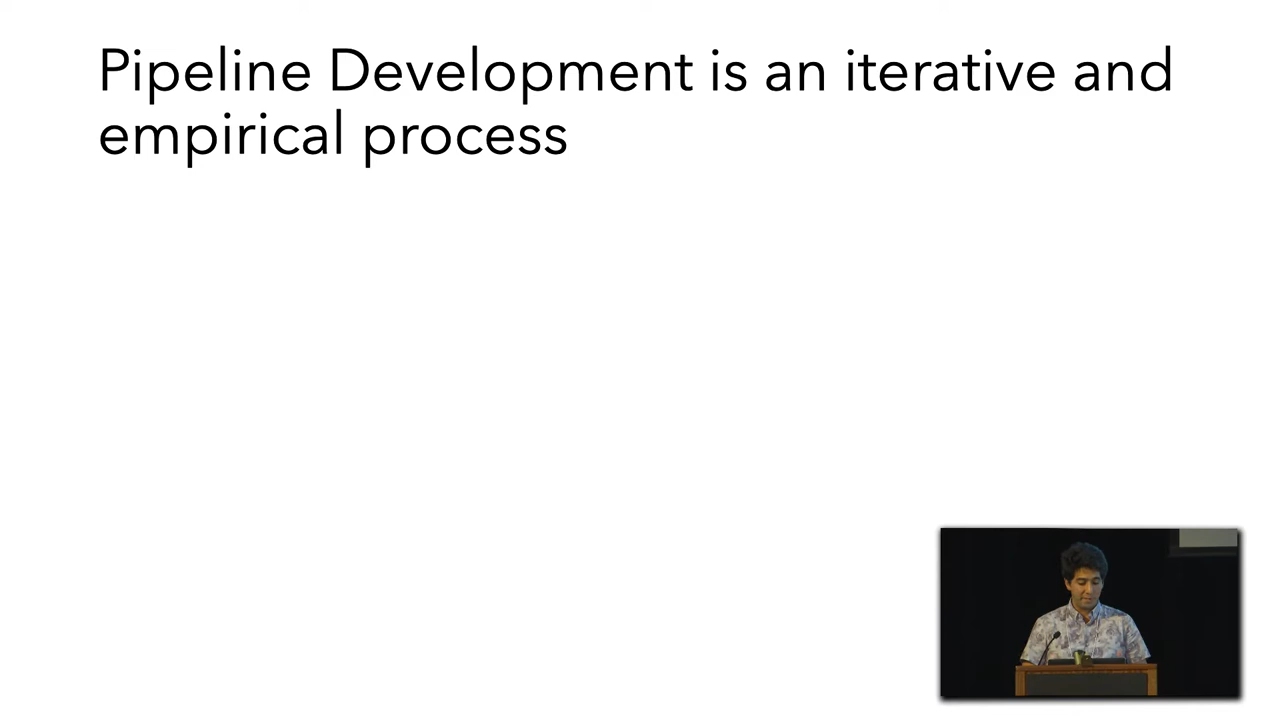 Pipeline Development is an iterative and
empirical process